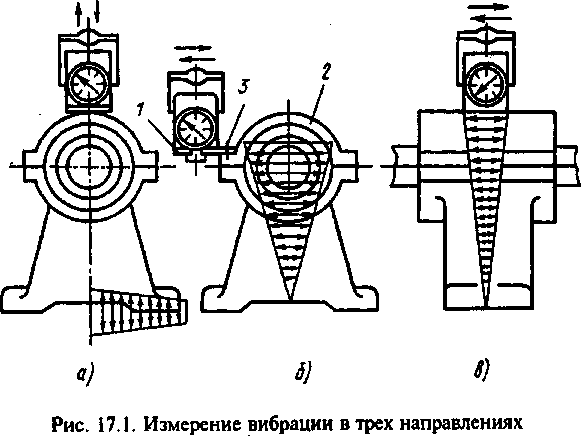 1
3
2
а)
б)
в)
Рис. 17.1. Измерение вибрации в трех направлениях